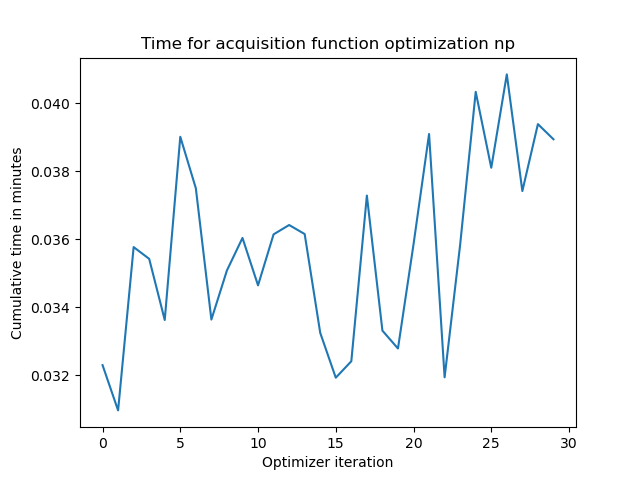 Time for acquisition function optimization np
Cumulative time in minutes
0.040
0.038
0.036
0.034
0.032
0 5 10 15 20 25 30
Optimizer iteration